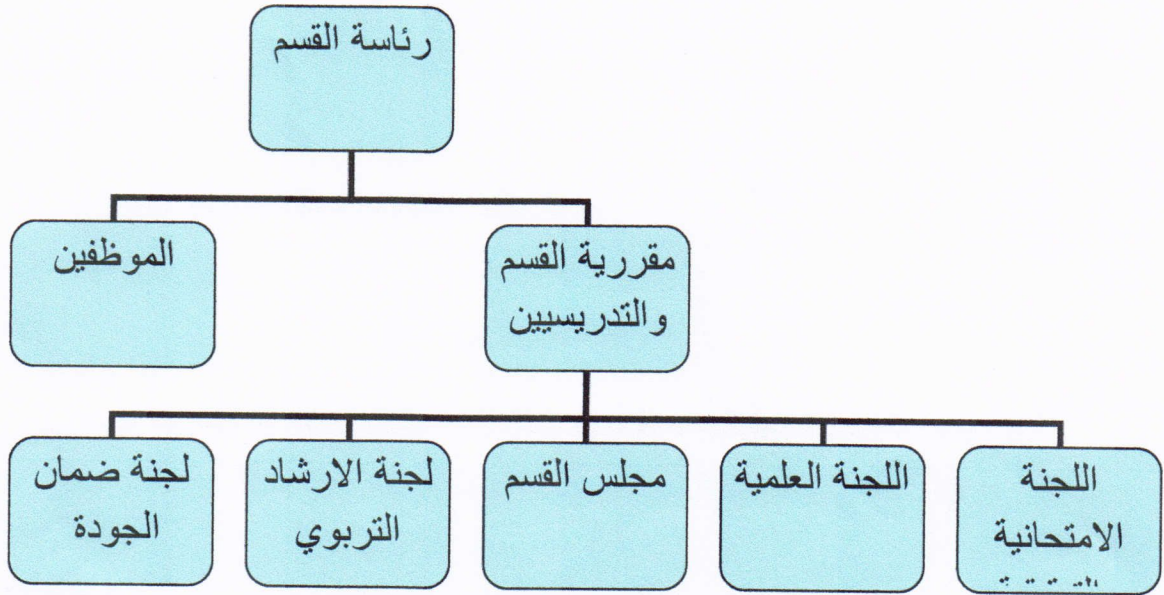 رئاسة القسم
مقررية القسم
والتدريسيين
الموظفين
اللجنة
الامتحانية
اللجنة العلمية
مجلس القسم
لجنة الارشاد
التربوي
لجنة ضمان
الجودة